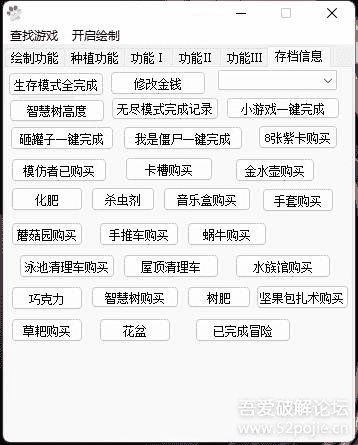 查找游戏 开启绘制
绘制功能 种植功能 功能Ⅰ 功能Ⅱ 功能Ⅲ 存档信息
生存模式全完成 修改金钱
智慧树高度 无尽模式完成记录 小游戏一键完成
砸罐子一键完成 我是僵尸一键完成 8张紫卡购买
模仿者已购买 卡槽购买 金水壶购买
化肥 杀虫剂 音乐盒购买 手套购买
蘑菇园购买 手推车购买 蜗牛购买
泳池清理车购买 屋顶清理车 水族馆购买
巧克力 智慧树购买 树肥 坚果包扎术购买
草耙购买 花盆 已完成冒险
吾爱破解论坛
www.52pojie.cn